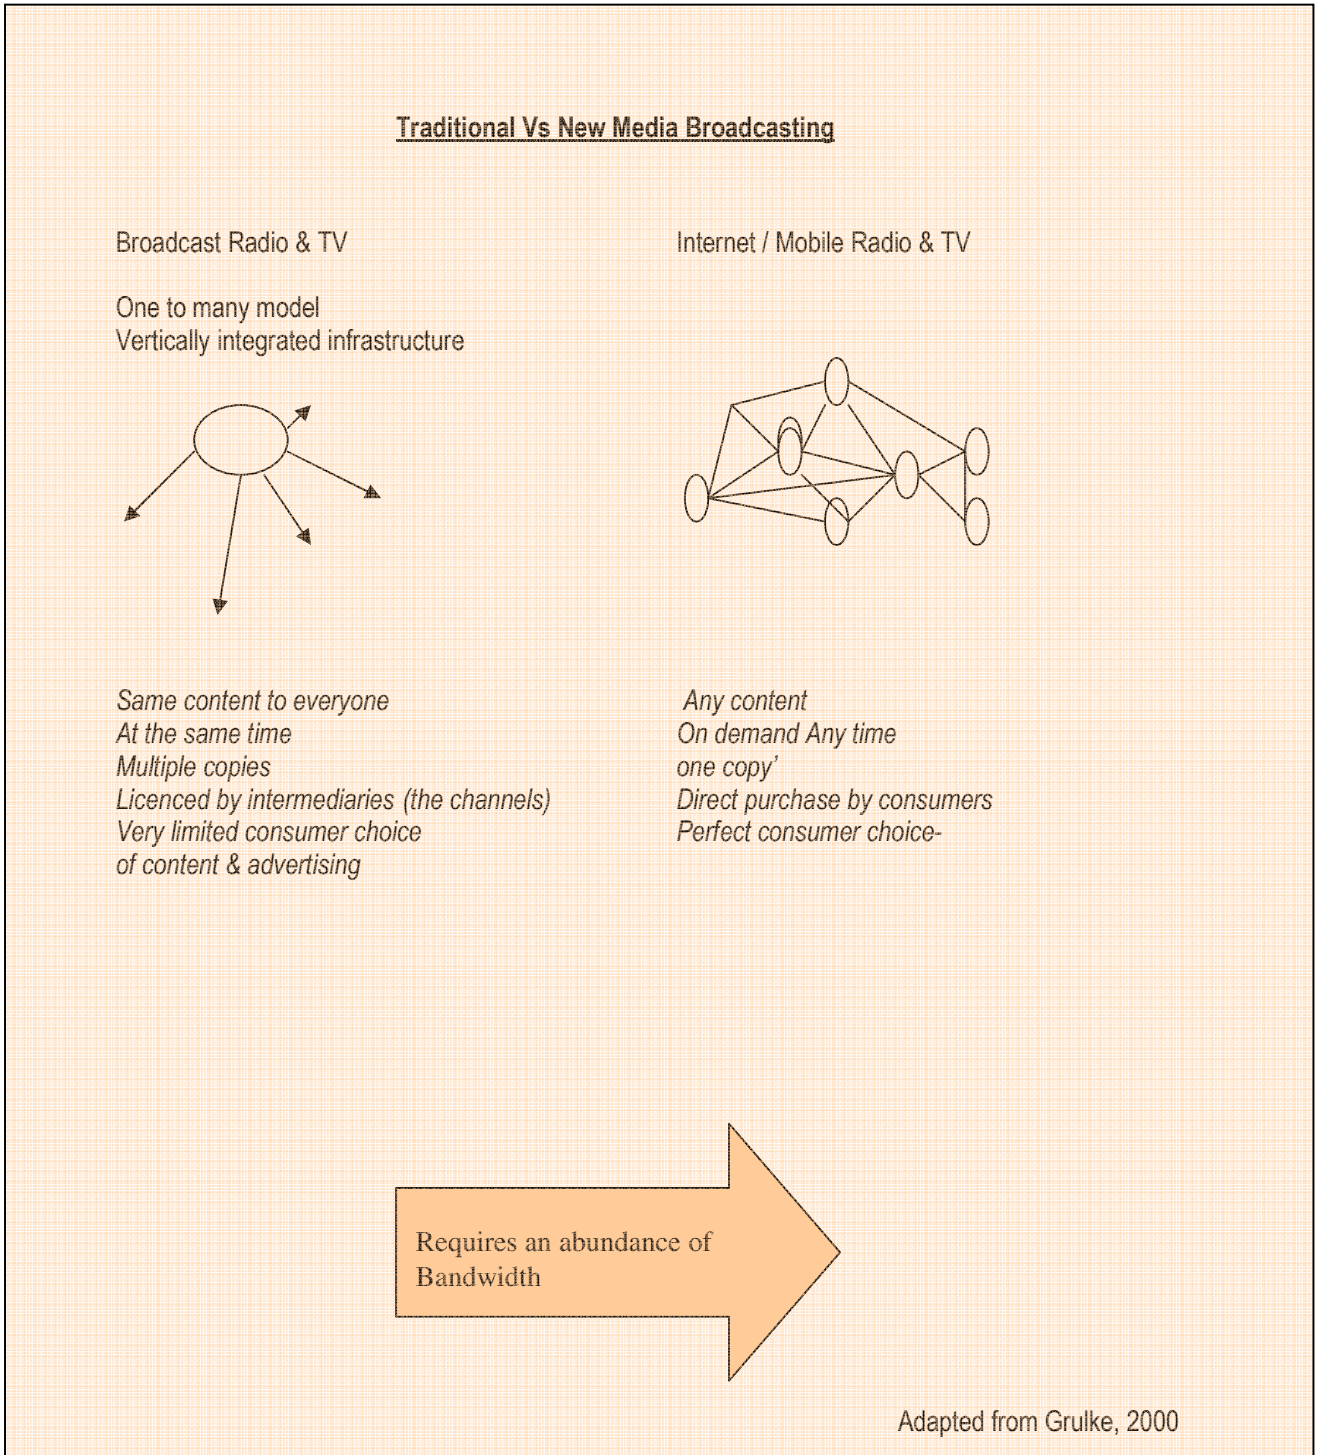 Traditional Vs New Media Broadcasting
Broadcast Radio & TV
One to many model
Vertically integrated infrastructure
Same content to everyone
At the same time
Multiple copies
Licenced by intermediaries (the channels)
Very limited consumer choice
of content & advertising
Internet / Mobile Radio & TV
Any content
On demand Any time
one copy’
Direct purchase by consumers
Perfect consumer choice-
Requires an abundance of
Bandwidth
Adapted from Grulke, 2000